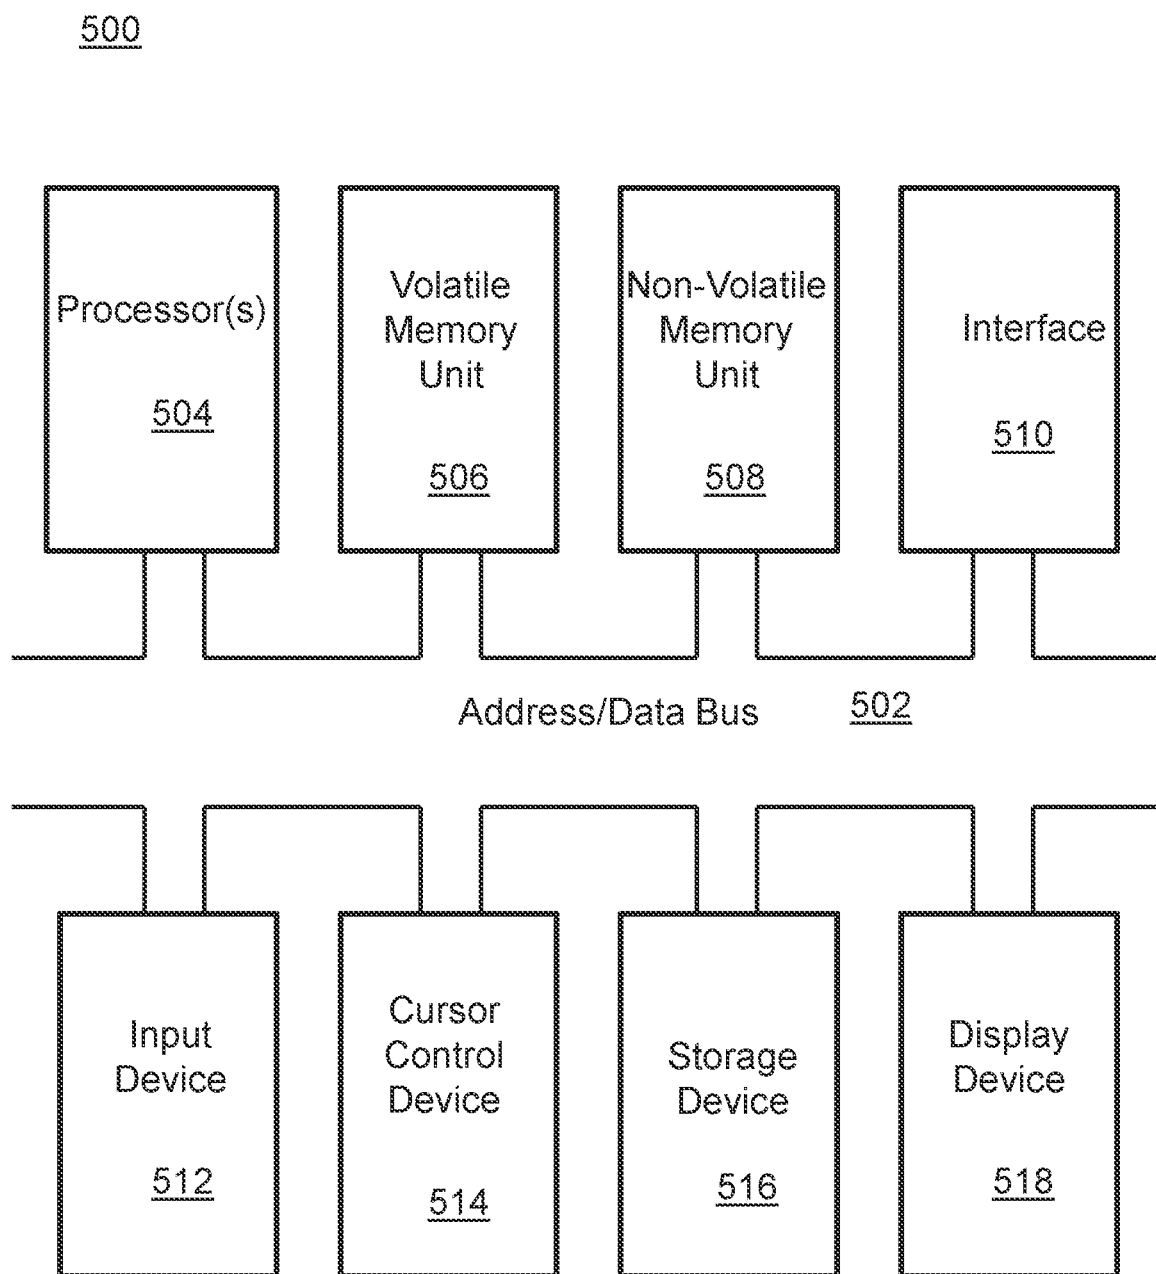 500
Processor(s)
504
Volatile
Memory
Unit
506
Non-Volatile
Memory
Unit
508
Interface
510
Address/Data Bus 502
Input
Device
512
Cursor
Control
Device
514
Storage
Device
516
Display
Device
518